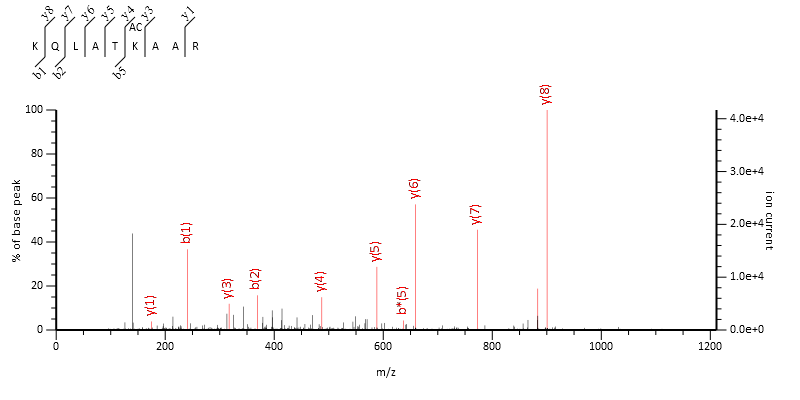 y8 y7 y6 y5 y4 y3 y1
AC
K Q L A T K A A R
b1 b2 b5
y(8)
100 4.0e+4
80
3.0e+4
y(6)
60
y(7)
% of base peak
ion current
b(1)
40 2.0e+4
y(5)
b(2)
y(4)
y(3)
20 1.0e+4
b*(5)
y(1)
0 0.0e+0
0 200 400 600 800 1000 1200
m/z